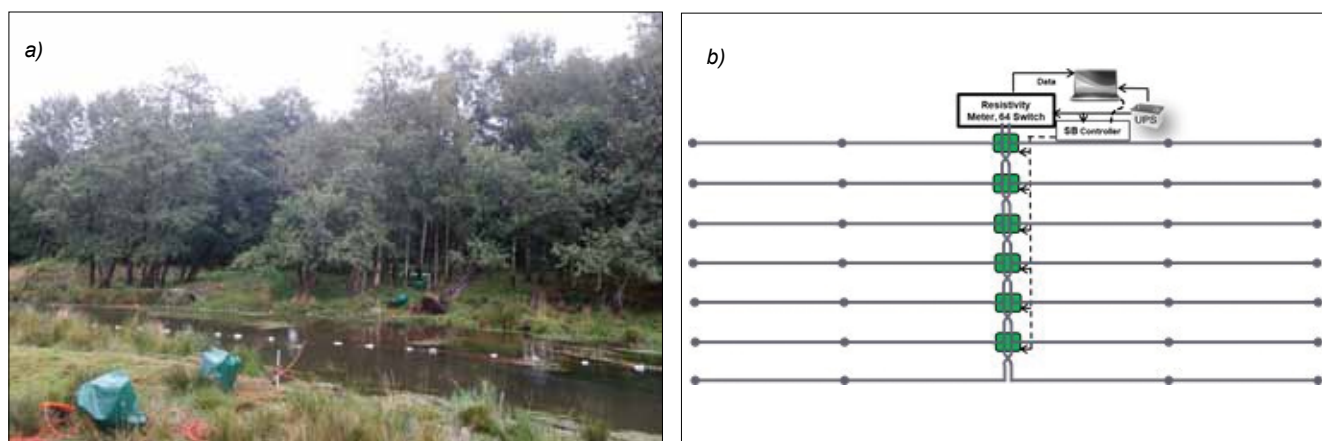 a)
b)
Data
Resistivity
Meter, 64 Switch
UPS
SB Controller